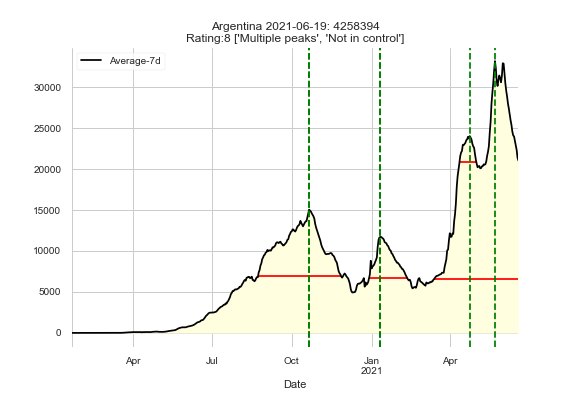 Argentina 2021-06-19: 4258394
Rating:8 ['Multiple peaks', 'Not in control']
Average-7d
30000
25000
20000
15000
10000
5000
0
Apr Jul Oct Jan Apr
2021
Date